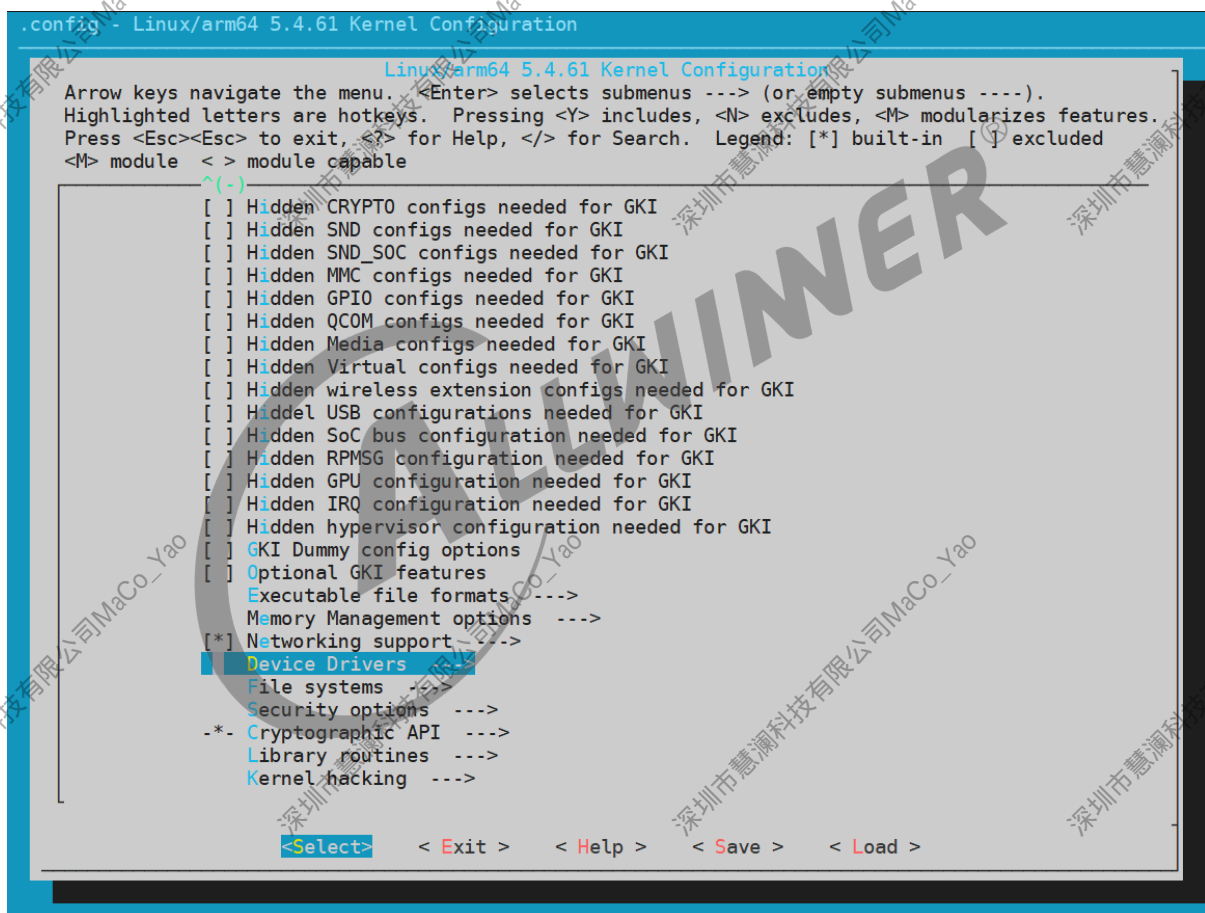 .config - Linux/arm64 5.4.61 Kernel Configuration
Linux/arm64 5.4.61 Kernel Configuration
Arrow keys navigate the menu. <Enter> selects submenus ---> (or empty submenus ----).
Highlighted letters are hotkeys. Pressing <Y> includes, <N> excludes, <M> modularizes features.
Press <Esc><Esc> to exit, <?> for Help, </> for Search. Legend: [*] built-in [ ] excluded
<M> module < > module capable
^(-)
[ ] Hidden CRYPTO configs needed for GKI
[ ] Hidden SND configs needed for GKI
[ ] Hidden SND_SOC configs needed for GKI
[ ] Hidden MMC configs needed for GKI
[ ] Hidden GPIO configs needed for GKI
[ ] Hidden QCOM configs needed for GKI
[ ] Hidden Media configs needed for GKI
[ ] Hidden Virtual configs needed for GKI
[ ] Hidden wireless extension configs needed for GKI
[ ] Hiddel USB configurations needed for GKI
[ ] Hidden SoC bus configuration needed for GKI
[ ] Hidden RPMSG configuration needed for GKI
[ ] Hidden GPU configuration needed for GKI
[ ] Hidden IRQ configuration needed for GKI
[ ] Hidden hypervisor configuration needed for GKI
[ ] GKI Dummy config options
[ ] Optional GKI features
Executable file formats --->
Memory Management options --->
[*] Networking support --->
Device Drivers --->
File systems --->
Security options --->
-*- Cryptographic API --->
Library routines --->
Kernel hacking --->
<Select> < Exit > < Help > < Save > < Load >
ALLWINNER®
深圳市慧澜科技有限公司MaCo_Yao
深圳市慧澜科技有限公司MaCo_Yao
深圳市慧澜科技有限公司